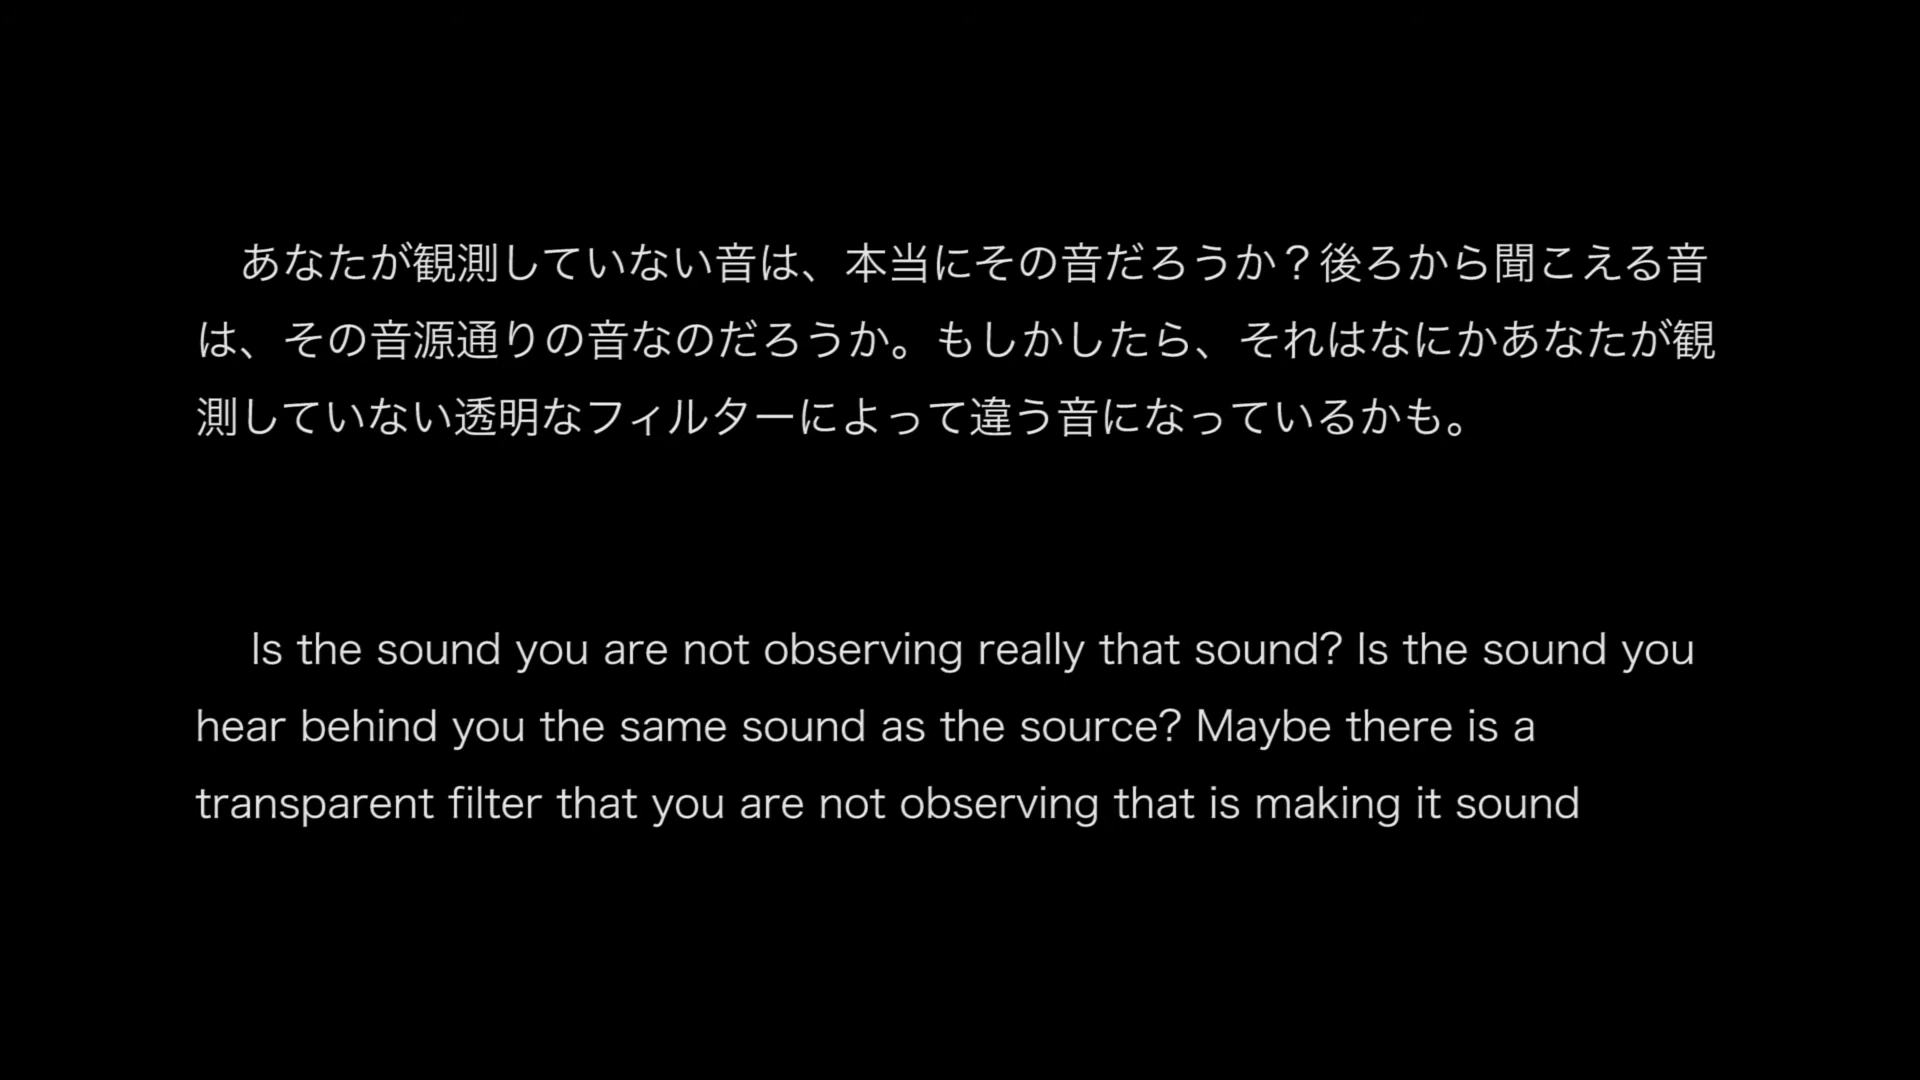 あなたが観測していない音は、本当にその音だろうか？後ろから聞こえる音
は、その音源通りの音なのだろうか。もしかしたら、それはなにかあなたが観
測していない透明なフィルターによって違う音になっているかも。
Is the sound you are not observing really that sound? Is the sound you
hear behind you the same sound as the source? Maybe there is a
transparent filter that you are not observing that is making it sound